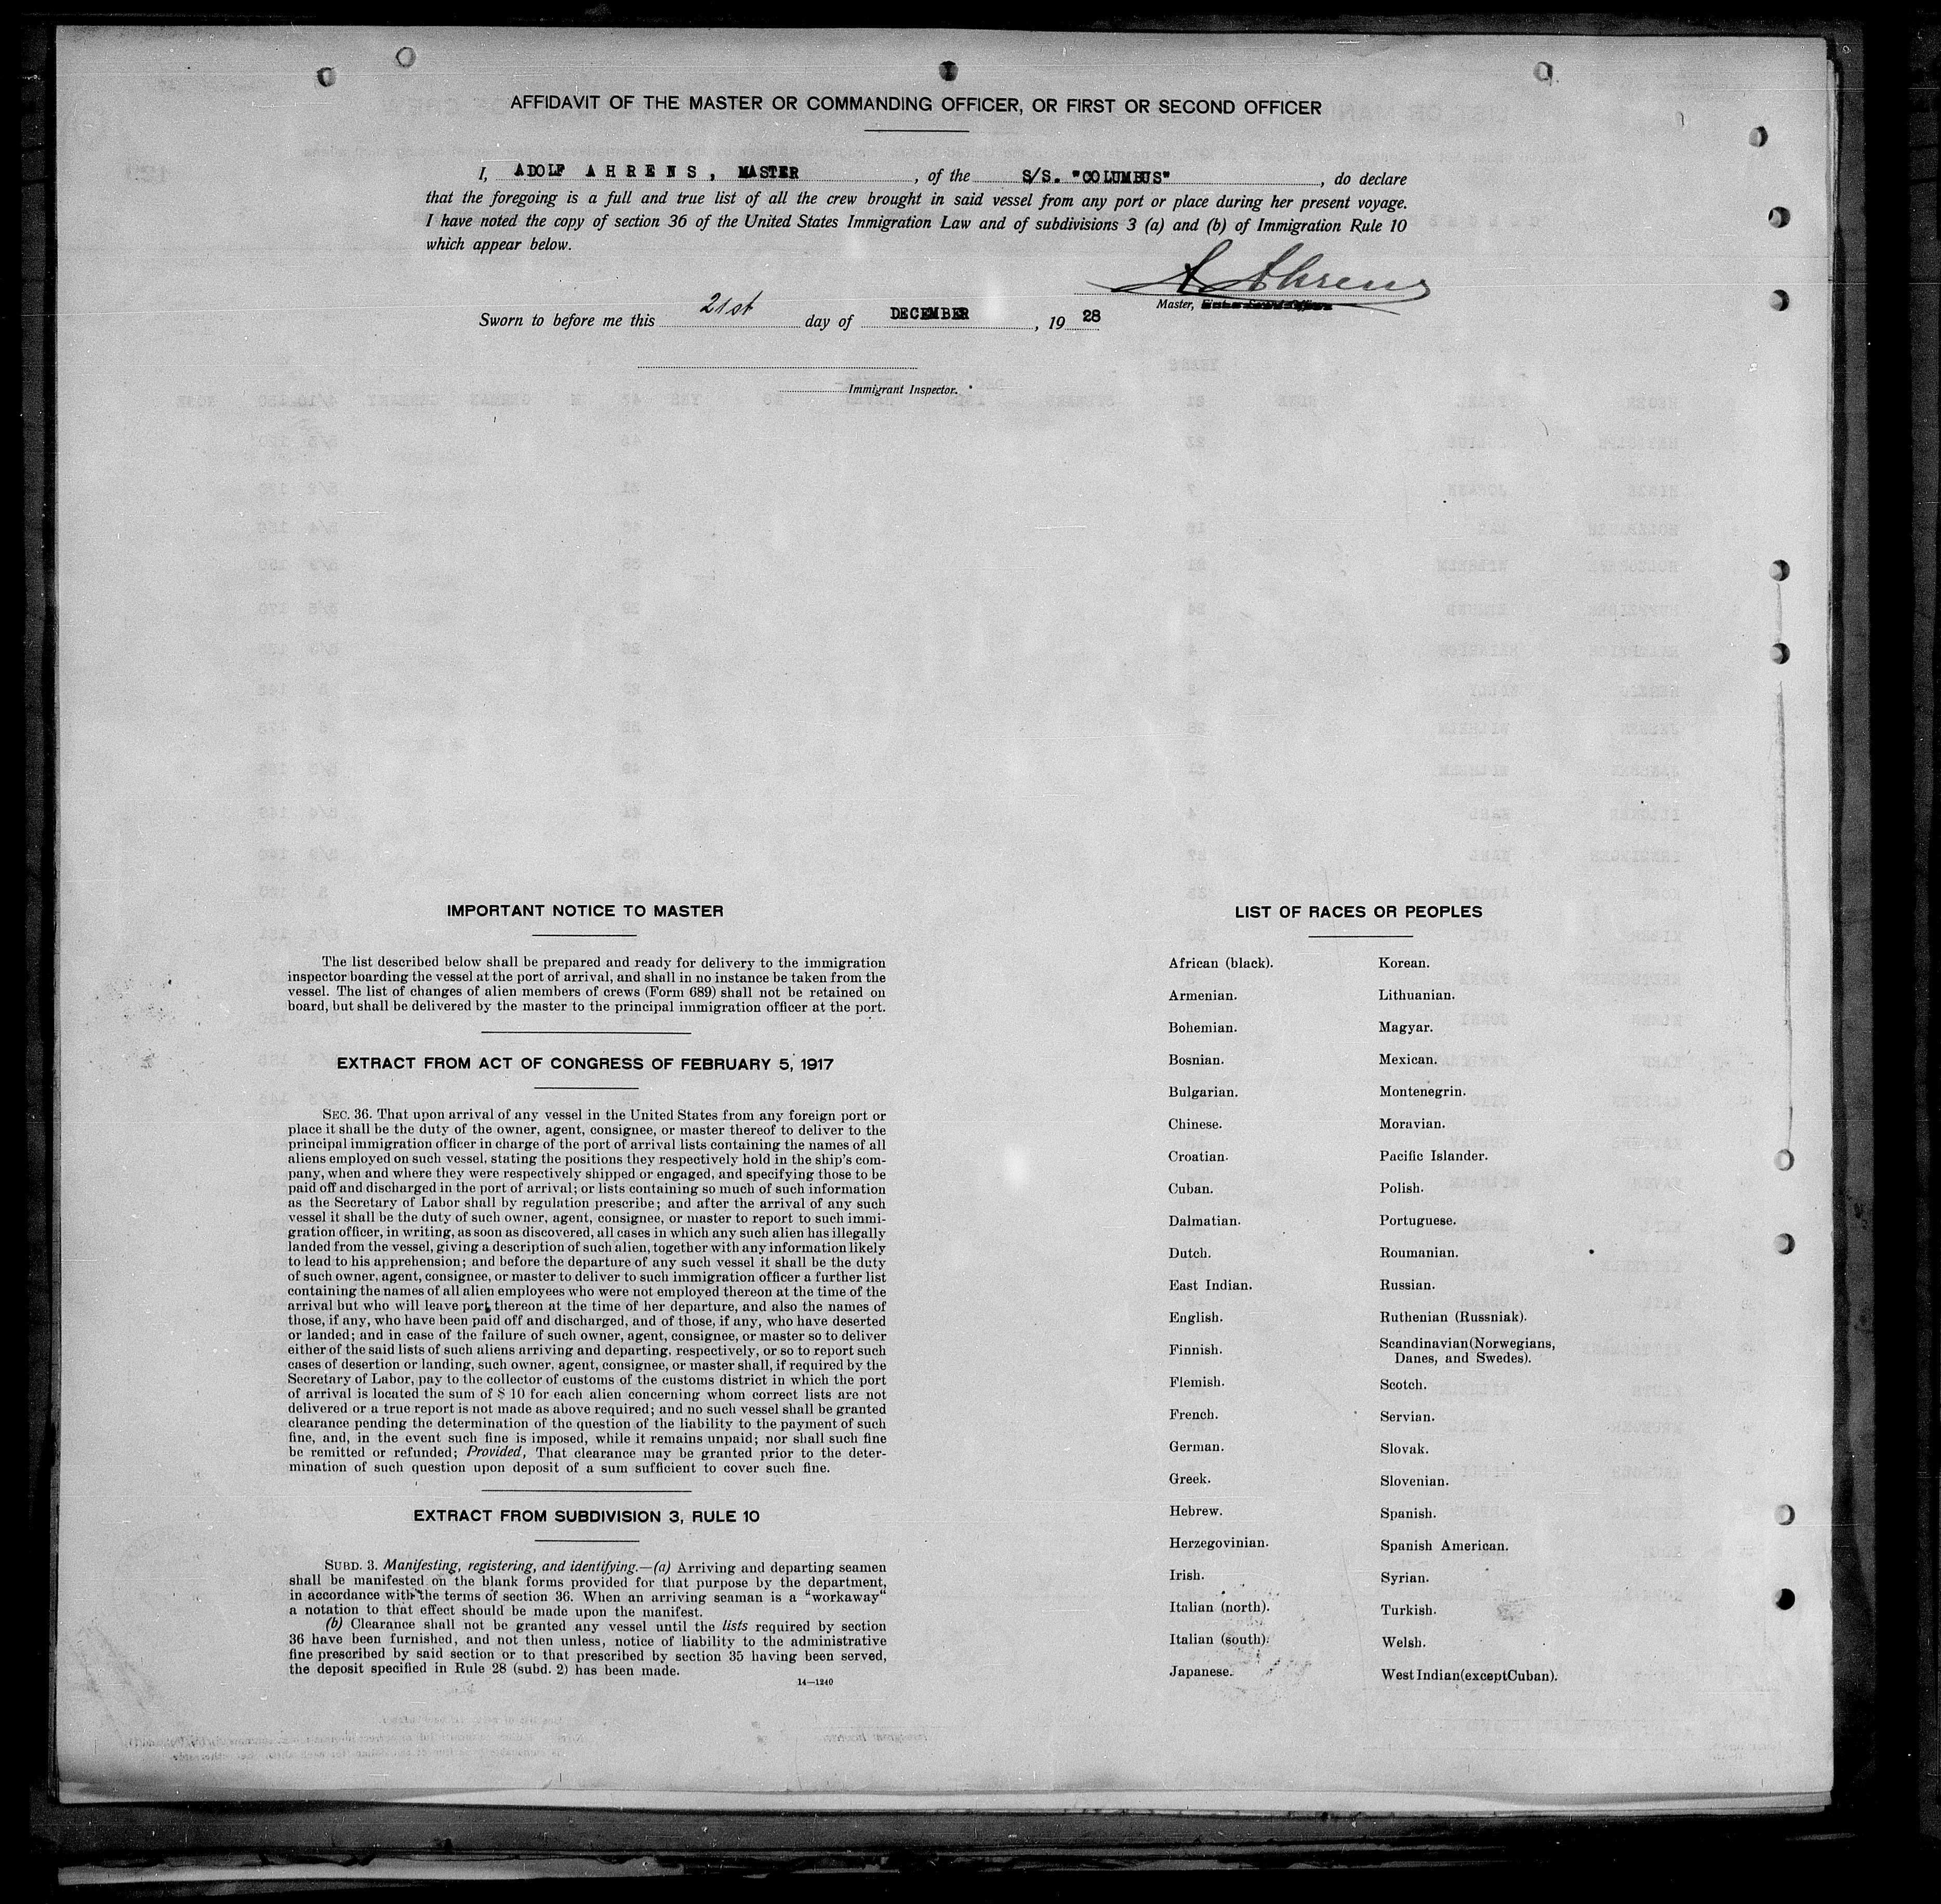 AFFIDAVIT OF THE MASTER OR COMMANDING OFFICER, OR FIRST OR SECOND OFFICER
I, ADOLF AHRENS, MASTER, of the S/S. "COLUMBUS", do declare
that the foregoing is a full and true list of all the crew brought in said vessel from any port or place during her present voyage.
I have noted the copy of section 36 of the United States Immigration Law and of subdivisions 3 (a) and (b) of Immigration Rule 10
which appear below.
A Ahrens
Master,
Sworn to before me this 21st day of DECEMBER, 19 28
Immigrant Inspector.
IMPORTANT NOTICE TO MASTER
The list described below shall be prepared and ready for delivery to the immigration
inspector boarding the vessel at the port of arrival, and shall in no instance be taken from the
vessel. The list of changes of alien members of crews (Form 689) shall not be retained on
board, but shall be delivered by the master to the principal immigration officer at the port.
EXTRACT FROM ACT OF CONGRESS OF FEBRUARY 5, 1917
SEC. 36. That upon arrival of any vessel in the United States from any foreign port or
place it shall be the duty of the owner, agent, consignee, or master thereof to deliver to the
principal immigration officer in charge of the port of arrival lists containing the names of all
aliens employed on such vessel, stating the positions they respectively hold in the ship's com-
pany, when and where they were respectively shipped or engaged, and specifying those to be
paid off and discharged in the port of arrival; or lists containing so much of such information
as the Secretary of Labor shall by regulation prescribe; and after the arrival of any such
vessel it shall be the duty of such owner, agent, consignee, or master to report to such immi-
gration officer, in writing, as soon as discovered, all cases in which any such alien has illegally
landed from the vessel, giving a description of such alien, together with any information likely
to lead to his apprehension; and before the departure of any such vessel it shall be the duty
of such owner, agent, consignee, or master to deliver to such immigration officer a further list
containing the names of all alien employees who were not employed thereon at the time of the
arrival but who will leave port thereon at the time of her departure, and also the names of
those, if any, who have been paid off and discharged, and of those, if any, who have deserted
or landed; and in case of the failure of such owner, agent, consignee, or master so to deliver
either of the said lists of such aliens arriving and departing, respectively, or so to report such
cases of desertion or landing, such owner, agent, consignee, or master shall, if required by the
Secretary of Labor, pay to the collector of customs of the customs district in which the port
of arrival is located the sum of $ 10 for each alien concerning whom correct lists are not
delivered or a true report is not made as above required; and no such vessel shall be granted
clearance pending the determination of the question of the liability to the payment of such
fine, and, in the event such fine is imposed, while it remains unpaid; nor shall such fine
be remitted or refunded; Provided, That clearance may be granted prior to the deter-
mination of such question upon deposit of a sum sufficient to cover such fine.
EXTRACT FROM SUBDIVISION 3, RULE 10
SUBD. 3. Manifesting, registering, and identifying.—(a) Arriving and departing seamen
shall be manifested on the blank forms provided for that purpose by the department,
in accordance with the terms of section 36. When an arriving seaman is a "workaway"
a notation to that effect should be made upon the manifest.
(b) Clearance shall not be granted any vessel until the lists required by section
36 have been furnished, and not then unless, notice of liability to the administrative
fine prescribed by said section or to that prescribed by section 35 having been served,
the deposit specified in Rule 28 (subd. 2) has been made.
14—1240
LIST OF RACES OR PEOPLES
African (black).
Armenian.
Bohemian.
Bosnian.
Bulgarian.
Chinese.
Croatian.
Cuban.
Dalmatian.
Dutch.
East Indian.
English.
Finnish.
Flemish.
French.
German.
Greek.
Hebrew.
Herzegovinian.
Irish.
Italian (north).
Italian (south).
Japanese.
Korean.
Lithuanian.
Magyar.
Mexican.
Montenegrin.
Moravian.
Pacific Islander.
Polish.
Portuguese.
Roumanian.
Russian.
Ruthenian (Russniak).
Scandinavian(Norwegians,
Danes, and Swedes).
Scotch.
Servian.
Slovak.
Slovenian.
Spanish.
Spanish American.
Syrian.
Turkish.
Welsh.
West Indian(exceptCuban).